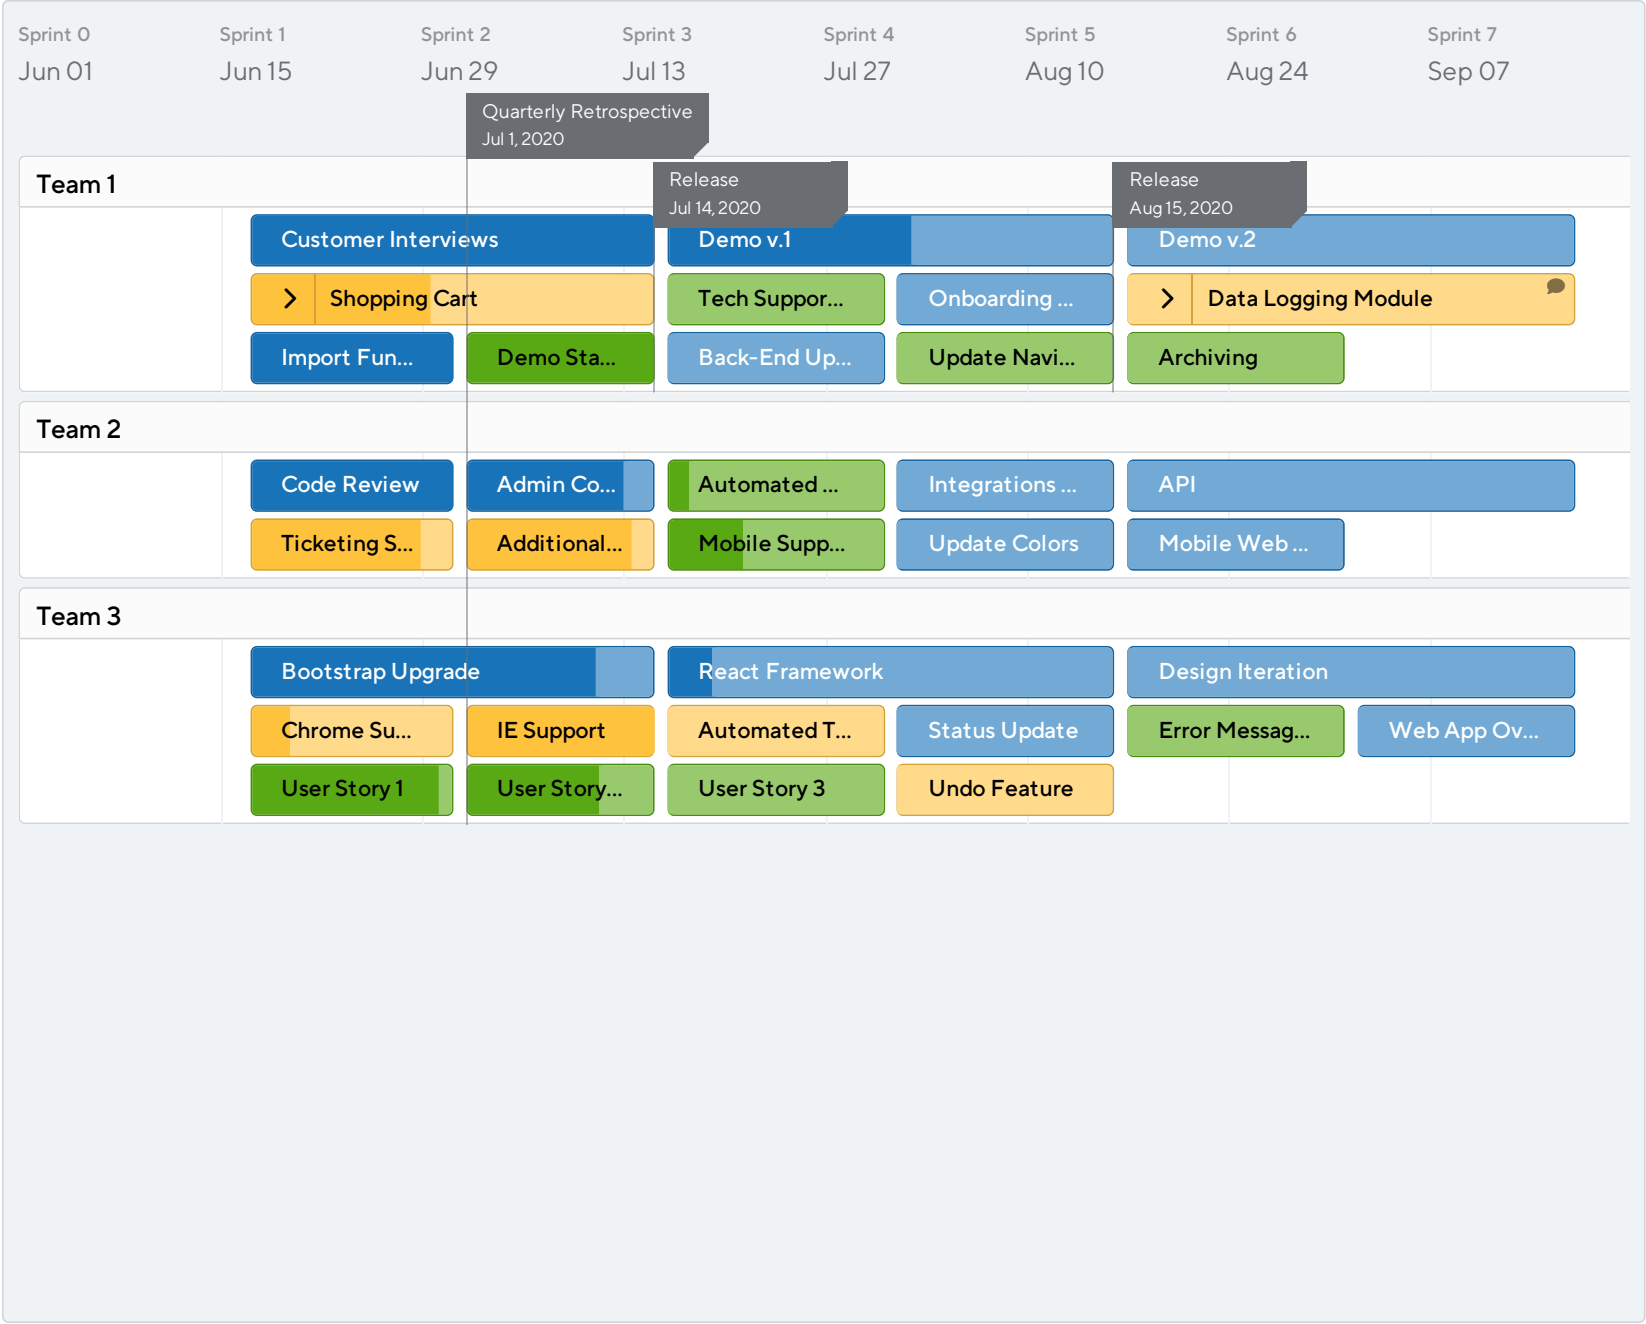 Sprint 0
Sprint 1
Sprint 2
Sprint 3
Sprint 4
Sprint 5
Sprint 6
Sprint 7
Jun 01
Jun 15
Jun 29
Jul 13
Jul 27
Aug 10
Aug 24
Sep 07
Quarterly Retrospective
Jul 1, 2020
Release
Jul 14, 2020
Release
Aug 15, 2020
Team 1
Customer Interviews
Demo v.1
Demo v.2
Shopping Cart
Tech Suppor...
Onboarding ...
Data Logging Module
Import Fun...
Demo Sta...
Back-End Up...
Update Navi...
Archiving
Team 2
Code Review
Admin Co...
Automated ...
Integrations ...
API
Ticketing S...
Additional...
Mobile Supp...
Update Colors
Mobile Web ...
Team 3
Bootstrap Upgrade
React Framework
Design Iteration
Chrome Su...
IE Support
Automated T...
Status Update
Error Messag...
Web App Ov...
User Story 1
User Story...
User Story 3
Undo Feature